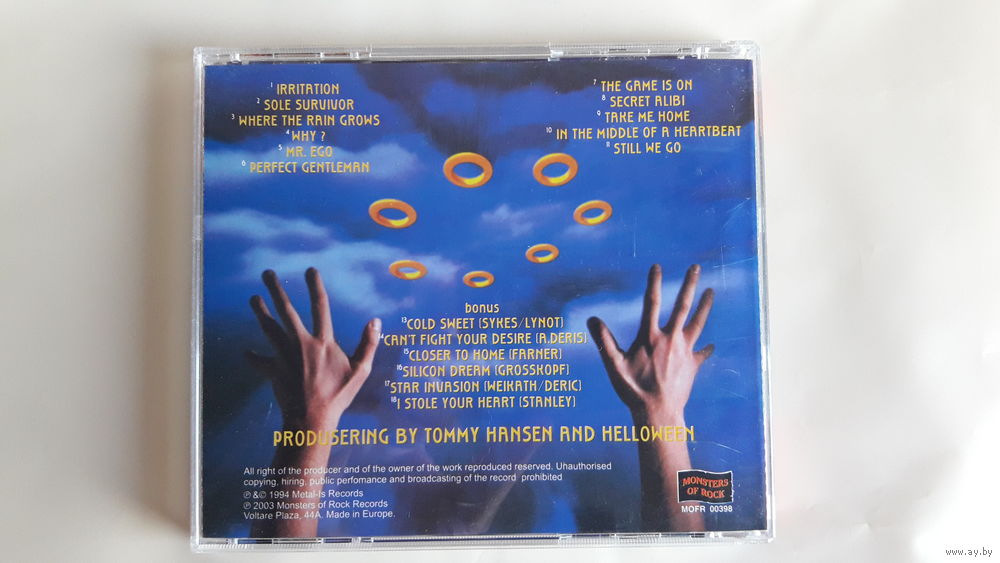 1 IRRITATION
2 SOLE SURVIVOR
3 WHERE THE RAIN GROWS
4 WHY ?
5 MR. EGO
6 PERFECT GENTLEMAN
7 THE GAME IS ON
8 SECRET ALIBI
9 TAKE ME HOME
10 IN THE MIDDLE OF A HEARTBEAT
11 STILL WE GO
bonus
13 COLD SWEET (SYKES/LYNOT)
14 CAN'T FIGHT YOUR DESIRE (A.DERIS)
15 CLOSER TO HOME (FARNER)
16 SILICON DREAM (GROSSKOPF)
17 STAR INVASION (WEIKATH/DERIC)
18 I STOLE YOUR HEART (STANLEY)
PRODUSERING BY TOMMY HANSEN AND HELLOWEEN
All right of the producer and of the owner of the work reproduced reserved. Unauthorised
copying, hiring, public perfomance and broadcasting of the record prohibited
℗ &© 1994 Metal-Is Records
℗ 2003 Monsters of Rock Records
Voltare Plaza, 44A. Made in Europe.
MONSTERS
OF ROCK
MOFR 00398
www.ay.by